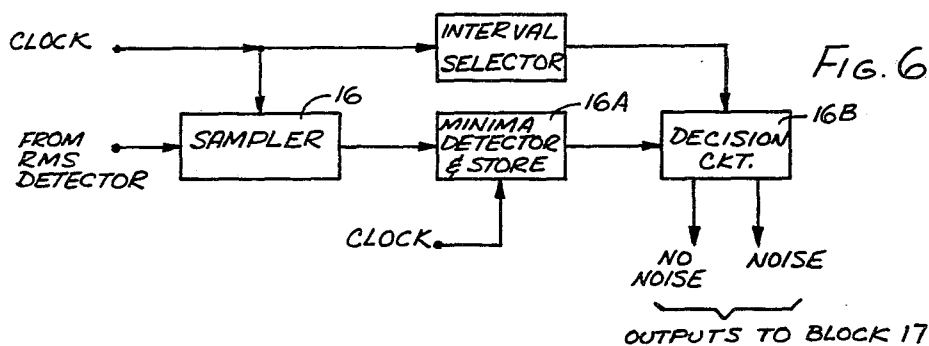 CLOCK
INTERVAL
SELECTOR
FIG. 6
16
SAMPLER
16A
MINIMA
DETECTOR
& STORE
16B
DECISION
CKT.
FROM
RMS
DETECTOR
CLOCK
NO
NOISE
NOISE
OUTPUTS TO BLOCK 17